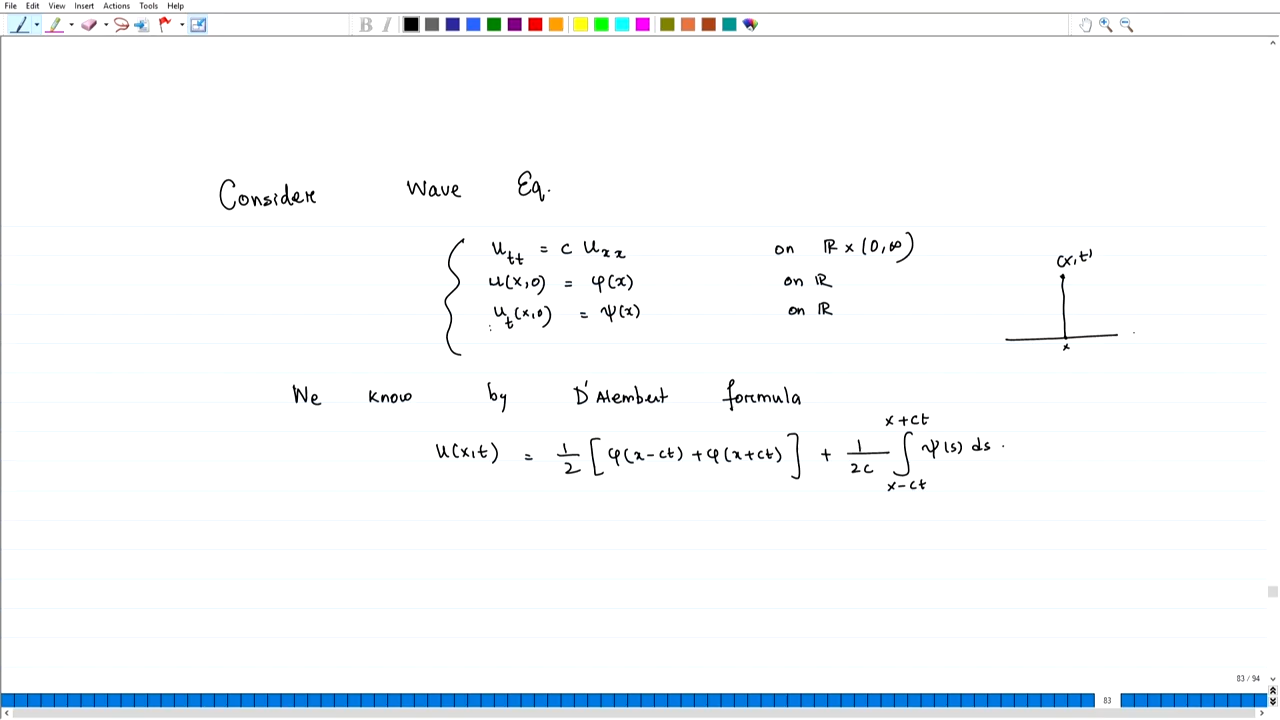 File Edit View Insert Actions Tools Help
B I
Consider Wave Eq.
u_tt = c u_xx on ℝ × (0,∞)
u(x,0) = φ(x) on ℝ
u_t(x,0) = ψ(x) on ℝ
(x,t)
x
We know by D'Alembert formula
u(x,t) = 1/2 [φ(x-ct) + φ(x+ct)] + 1/2c ∫_{x-ct}^{x+ct} ψ(s) ds.
83 / 94
83